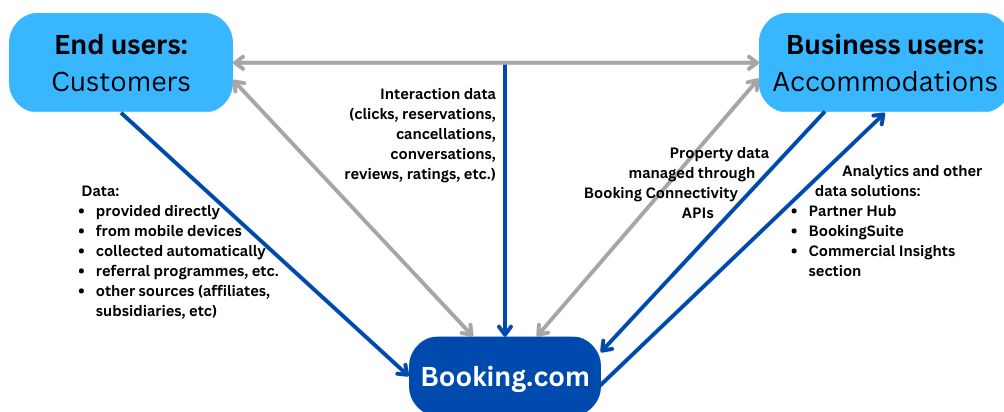 End users:
Customers
Business users:
Accommodations
Interaction data
(clicks, reservations,
cancellations,
conversations,
reviews, ratings, etc.)
Property data
managed through
Booking Connectivity
APIs
Analytics and other
data solutions:
• Partner Hub
• BookingSuite
• Commercial Insights
section
Data:
• provided directly
• from mobile devices
• collected automatically
• referral programmes, etc.
• other sources (affiliates,
subsidiaries, etc)
Booking.com